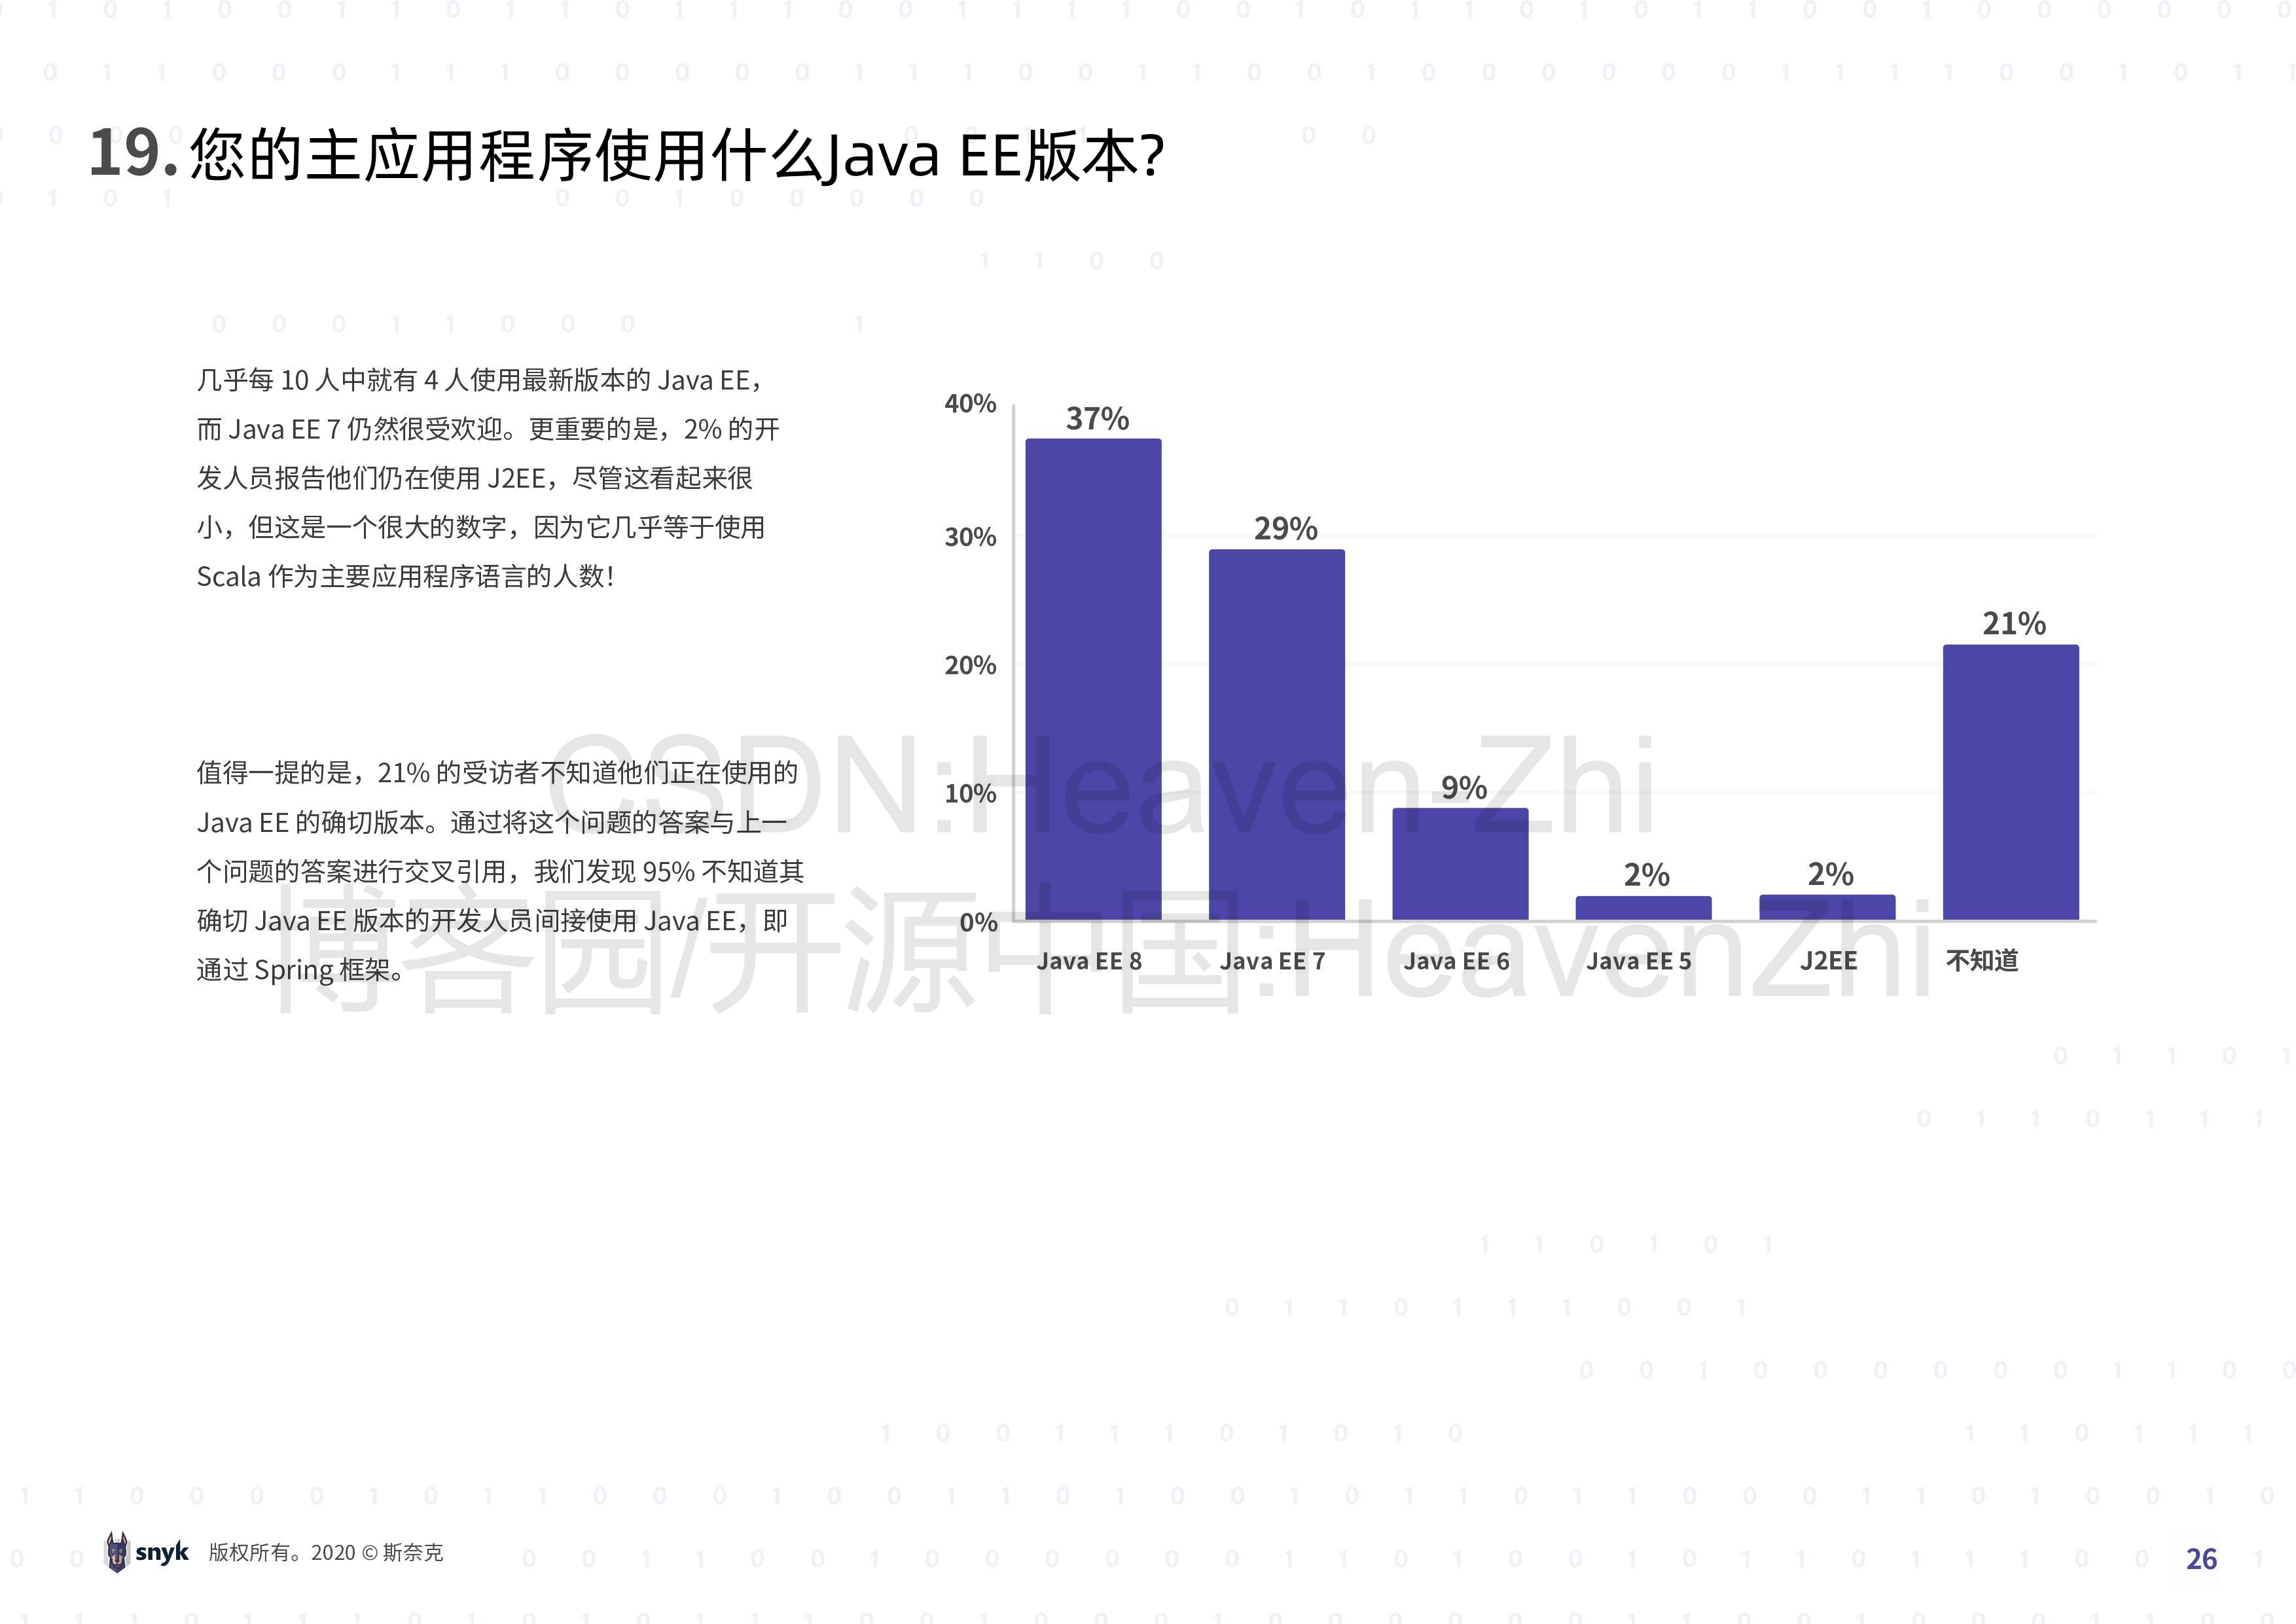 19. 您的主应用程序使用什么Java EE版本？
几乎每 10 人中就有 4 人使用最新版本的 Java EE，
而 Java EE 7 仍然很受欢迎。更重要的是，2% 的开
发人员报告他们仍在使用 J2EE，尽管这看起来很
小，但这是一个很大的数字，因为它几乎等于使用
Scala 作为主要应用程序语言的人数！
值得一提的是，21% 的受访者不知道他们正在使用的
Java EE 的确切版本。通过将这个问题的答案与上一
个问题的答案进行交叉引用，我们发现 95% 不知道其
确切 Java EE 版本的开发人员间接使用 Java EE，即
通过 Spring 框架。
40%
30%
20%
10%
0%
37%
29%
9%
2%
2%
21%
Java EE 8
Java EE 7
Java EE 6
Java EE 5
J2EE
不知道
CSDN:Heaven-Zhi
博客园/开源中国:HeavenZhi
snyk
版权所有。2020 © 斯奈克
26